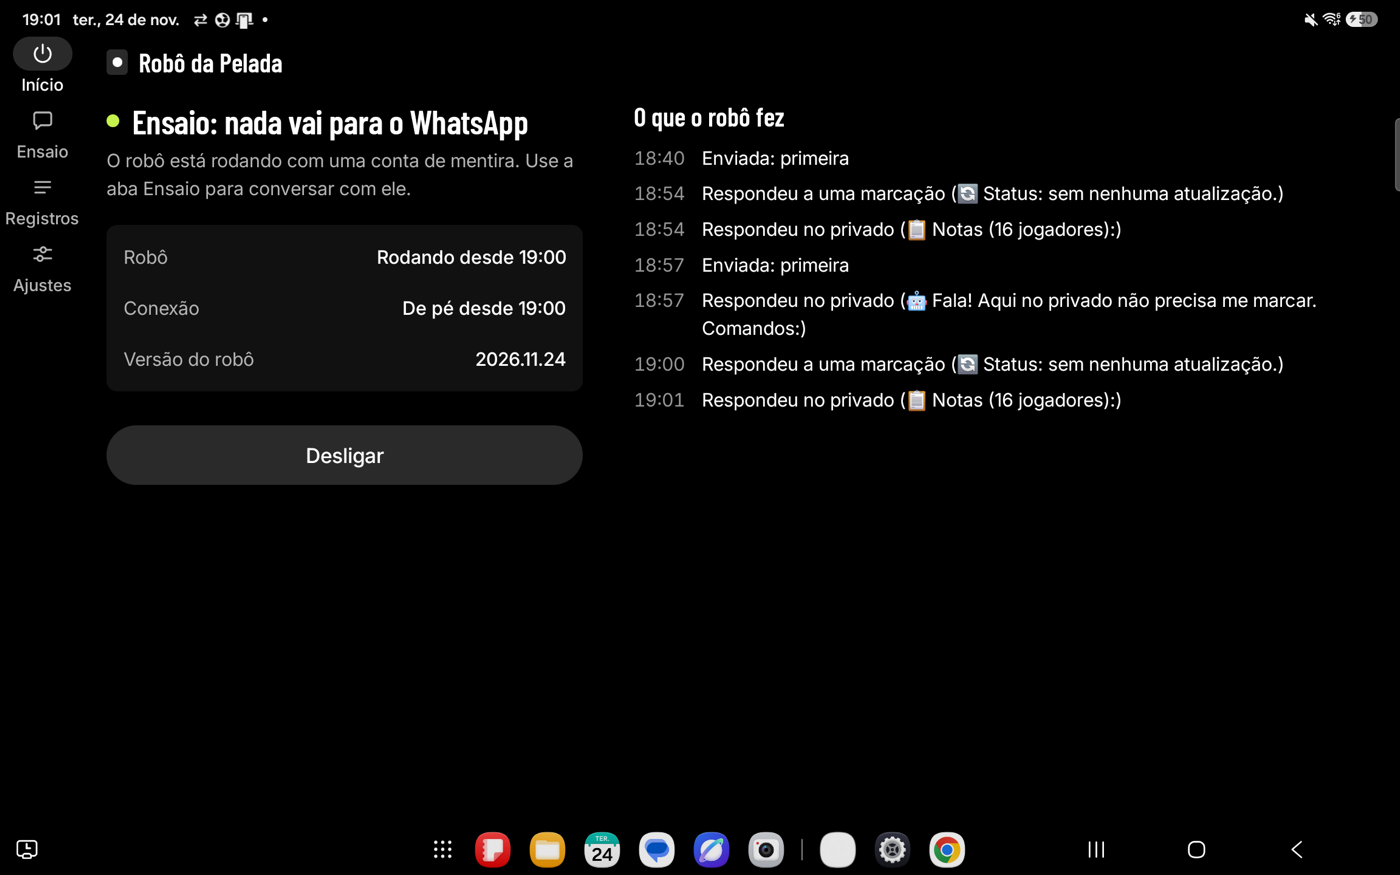 19:01 ter., 24 de nov.
50
Início
Ensaio
Registros
Ajustes
Robô da Pelada
Ensaio: nada vai para o WhatsApp
O robô está rodando com uma conta de mentira. Use a
aba Ensaio para conversar com ele.
Robô Rodando desde 19:00
Conexão De pé desde 19:00
Versão do robô 2026.11.24
Desligar
O que o robô fez
18:40 Enviada: primeira
18:54 Respondeu a uma marcação (🔄 Status: sem nenhuma atualização.)
18:54 Respondeu no privado (📋 Notas (16 jogadores):)
18:57 Enviada: primeira
18:57 Respondeu no privado (🤖 Fala! Aqui no privado não precisa me marcar.
Comandos:)
19:00 Respondeu a uma marcação (🔄 Status: sem nenhuma atualização.)
19:01 Respondeu no privado (📋 Notas (16 jogadores):)
TER.
24